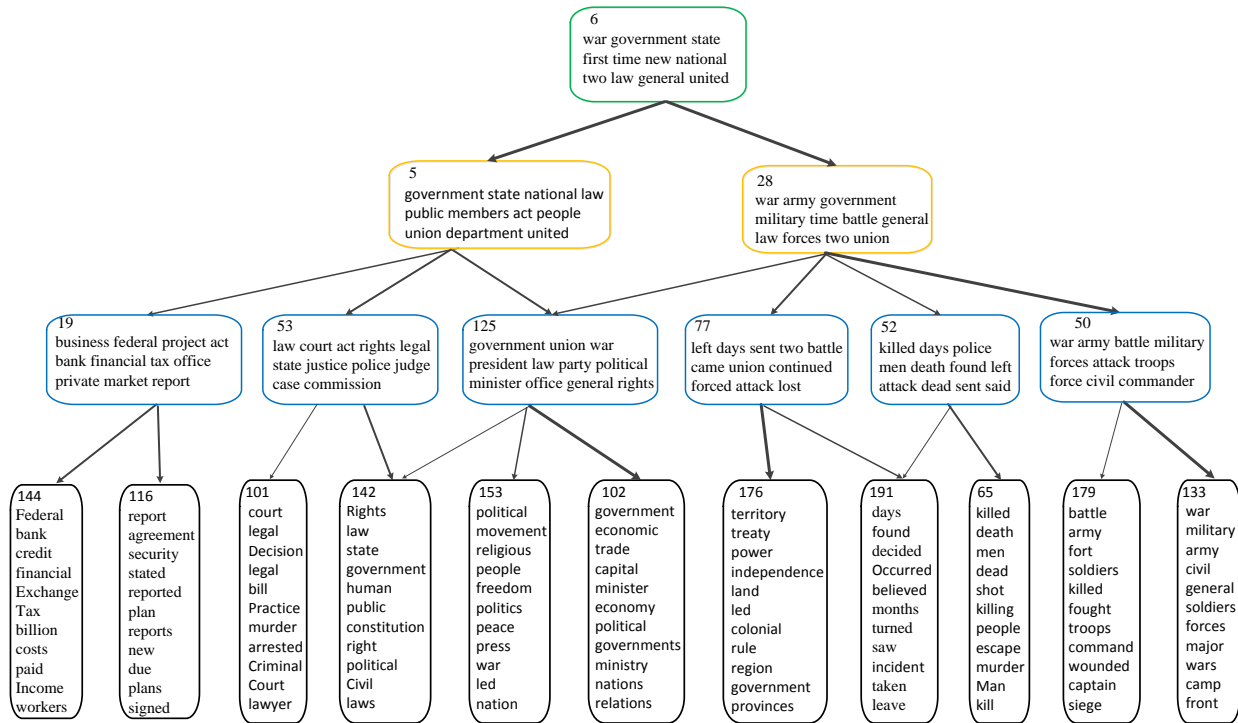 6
war government state
first time new national
two law general united
5
government state national law
public members act people
union department united
28
war army government
military time battle general
law forces two union
19
business federal project act
bank financial tax office
private market report
53
law court act rights legal
state justice police judge
case commission
125
government union war
president law party political
minister office general rights
77
left days sent two battle
came union continued
forced attack lost
52
killed days police
men death found left
attack dead sent said
50
war army battle military
forces attack troops
force civil commander
144
Federal
bank
credit
financial
Exchange
Tax
billion
costs
paid
Income
workers
116
report
agreement
security
stated
reported
plan
reports
new
due
plans
signed
101
court
legal
Decision
legal
bill
Practice
murder
arrested
Criminal
Court
lawyer
142
Rights
law
state
government
human
public
constitution
right
political
Civil
laws
153
political
movement
religious
people
freedom
politics
peace
press
war
led
nation
102
government
economic
trade
capital
minister
economy
political
governments
ministry
nations
relations
176
territory
treaty
power
independence
land
led
colonial
rule
region
government
provinces
191
days
found
decided
Occurred
believed
months
turned
saw
incident
taken
leave
65
killed
death
men
dead
shot
killing
people
escape
murder
Man
kill
179
battle
army
fort
soldiers
killed
fought
troops
command
wounded
captain
siege
133
war
military
army
civil
general
soldiers
forces
major
wars
camp
front